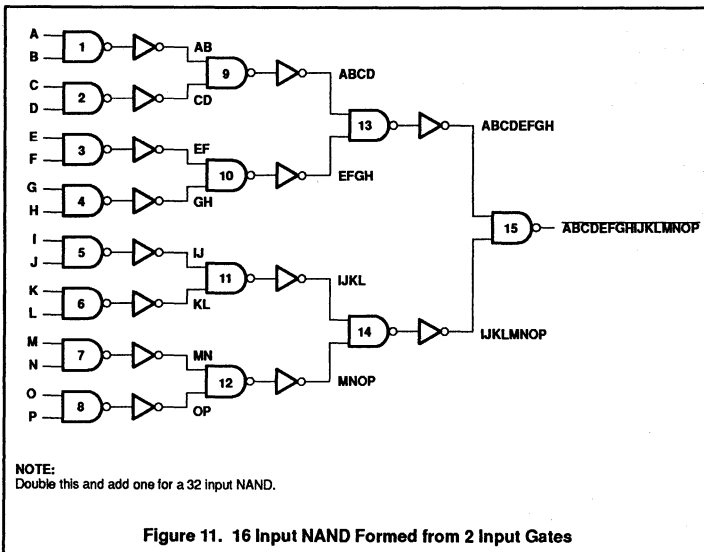 A
B
1
AB
C
D
2
CD
9
ABCD
E
F
3
EF
G
H
4
GH
10
EFGH
13
ABCDEFGH
I
J
5
IJ
K
L
6
KL
11
IJKL
M
N
7
MN
O
P
8
OP
12
MNOP
14
IJKLMNOP
15
ABCDEFGHIJKLMNOP
NOTE:
Double this and add one for a 32 input NAND.
Figure 11. 16 Input NAND Formed from 2 Input Gates